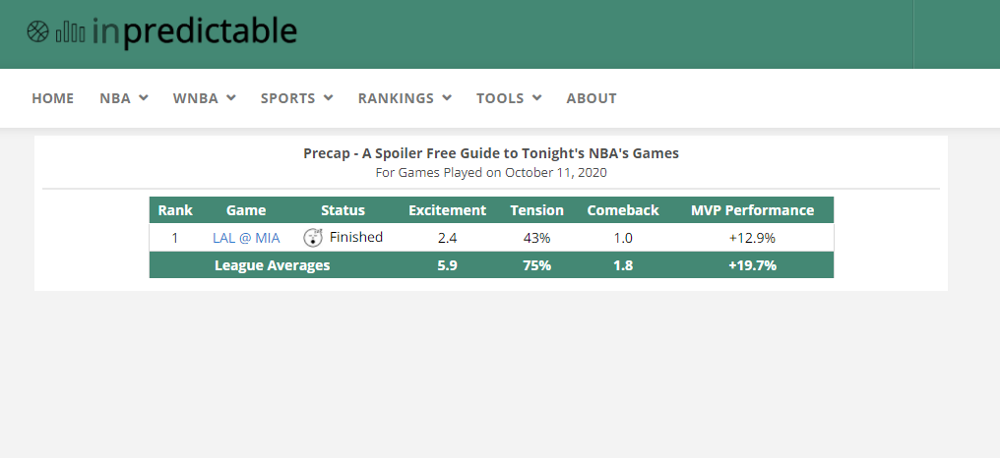 inpredictable
HOME NBA WNBA SPORTS RANKINGS TOOLS ABOUT
Precap - A Spoiler Free Guide to Tonight's NBA's Games
For Games Played on October 11, 2020
Rank Game Status Excitement Tension Comeback MVP Performance
1 LAL @ MIA Finished 2.4 43% 1.0 +12.9%
League Averages 5.9 75% 1.8 +19.7%